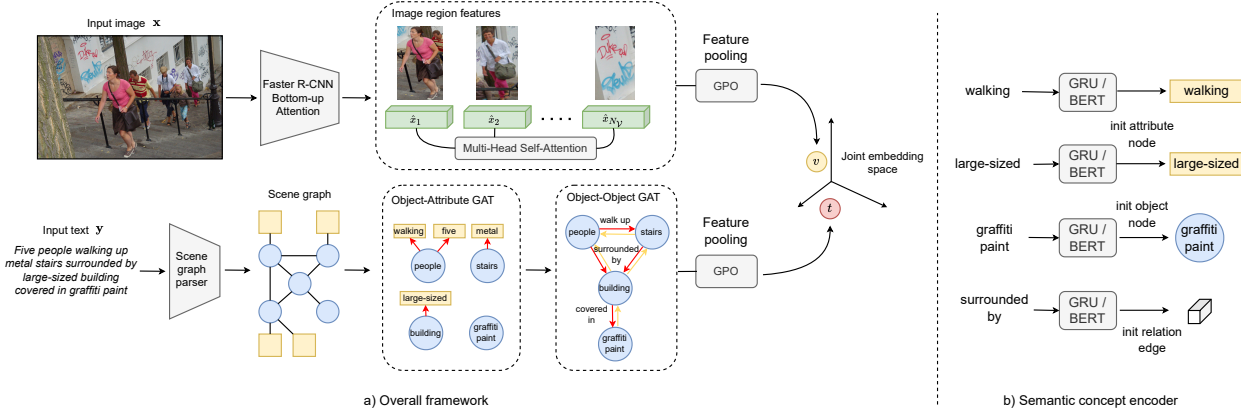 Input image x
Faster R-CNN
Bottom-up
Attention
Image region features
x̂₁
x̂₂
x̂_{N_𝒱}
Multi-Head Self-Attention
Feature
pooling
GPO
v
Joint embedding
space
t
Input text y
Five people walking up
metal stairs surrounded by
large-sized building
covered in graffiti paint
Scene
graph
parser
Scene graph
Object-Attribute GAT
walking
five
metal
people
stairs
large-sized
building
graffiti
paint
Object-Object GAT
people
walk up
stairs
surrounded
by
building
covered
in
graffiti
paint
Feature
pooling
GPO
a) Overall framework
walking
GRU /
BERT
walking
large-sized
GRU /
BERT
init attribute
node
large-sized
graffiti
paint
GRU /
BERT
init object
node
graffiti
paint
surrounded
by
GRU /
BERT
init relation
edge
b) Semantic concept encoder